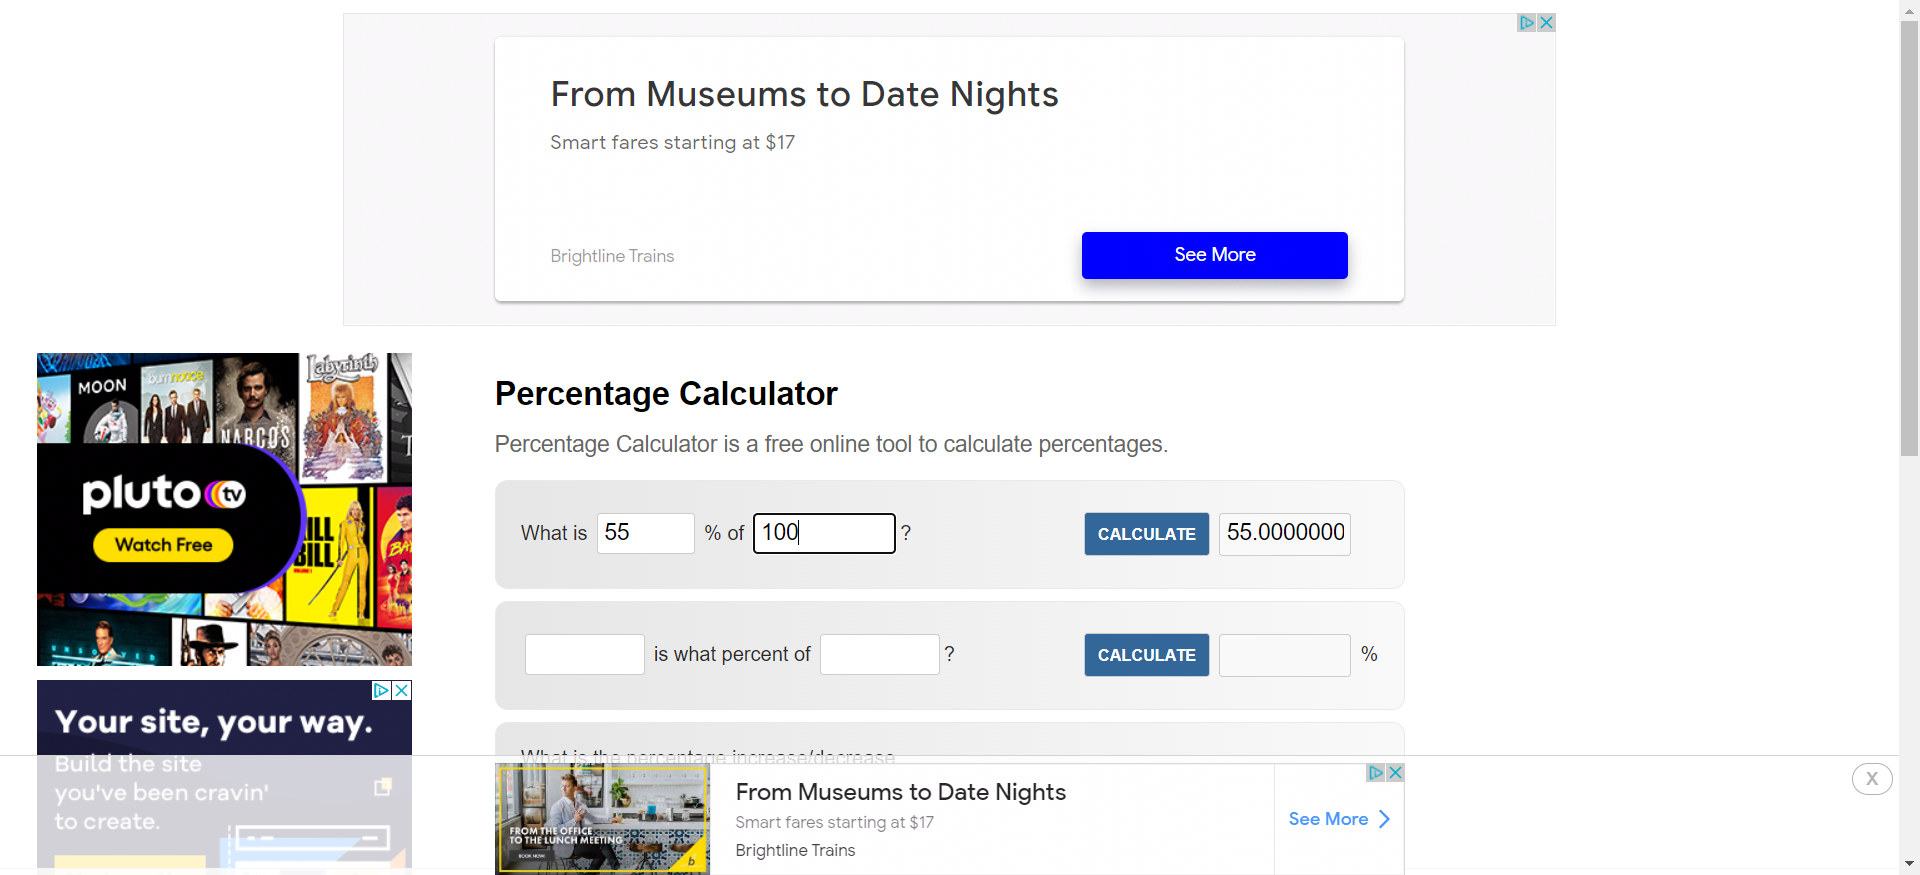 From Museums to Date Nights
Smart fares starting at $17
Brightline Trains
See More
MOON
burn notice
NARCOS
Labyrinth
pluto tv
Watch Free
KILL
BILL
UNSOLVED
Percentage Calculator
Percentage Calculator is a free online tool to calculate percentages.
What is 55 % of 100 ? CALCULATE 55.0000000
is what percent of ? CALCULATE %
What is the percentage increase/decrease
Your site, your way.
Build the site
you've been cravin'
to create.
FROM THE OFFICE
TO THE LUNCH MEETING
BOOK NOW!
b
From Museums to Date Nights
Smart fares starting at $17
Brightline Trains
See More
X